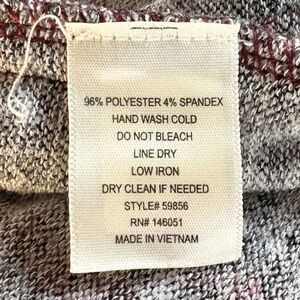 96% POLYESTER 4% SPANDEX
HAND WASH COLD
DO NOT BLEACH
LINE DRY
LOW IRON
DRY CLEAN IF NEEDED
STYLE# 59856
RN# 146051
MADE IN VIETNAM